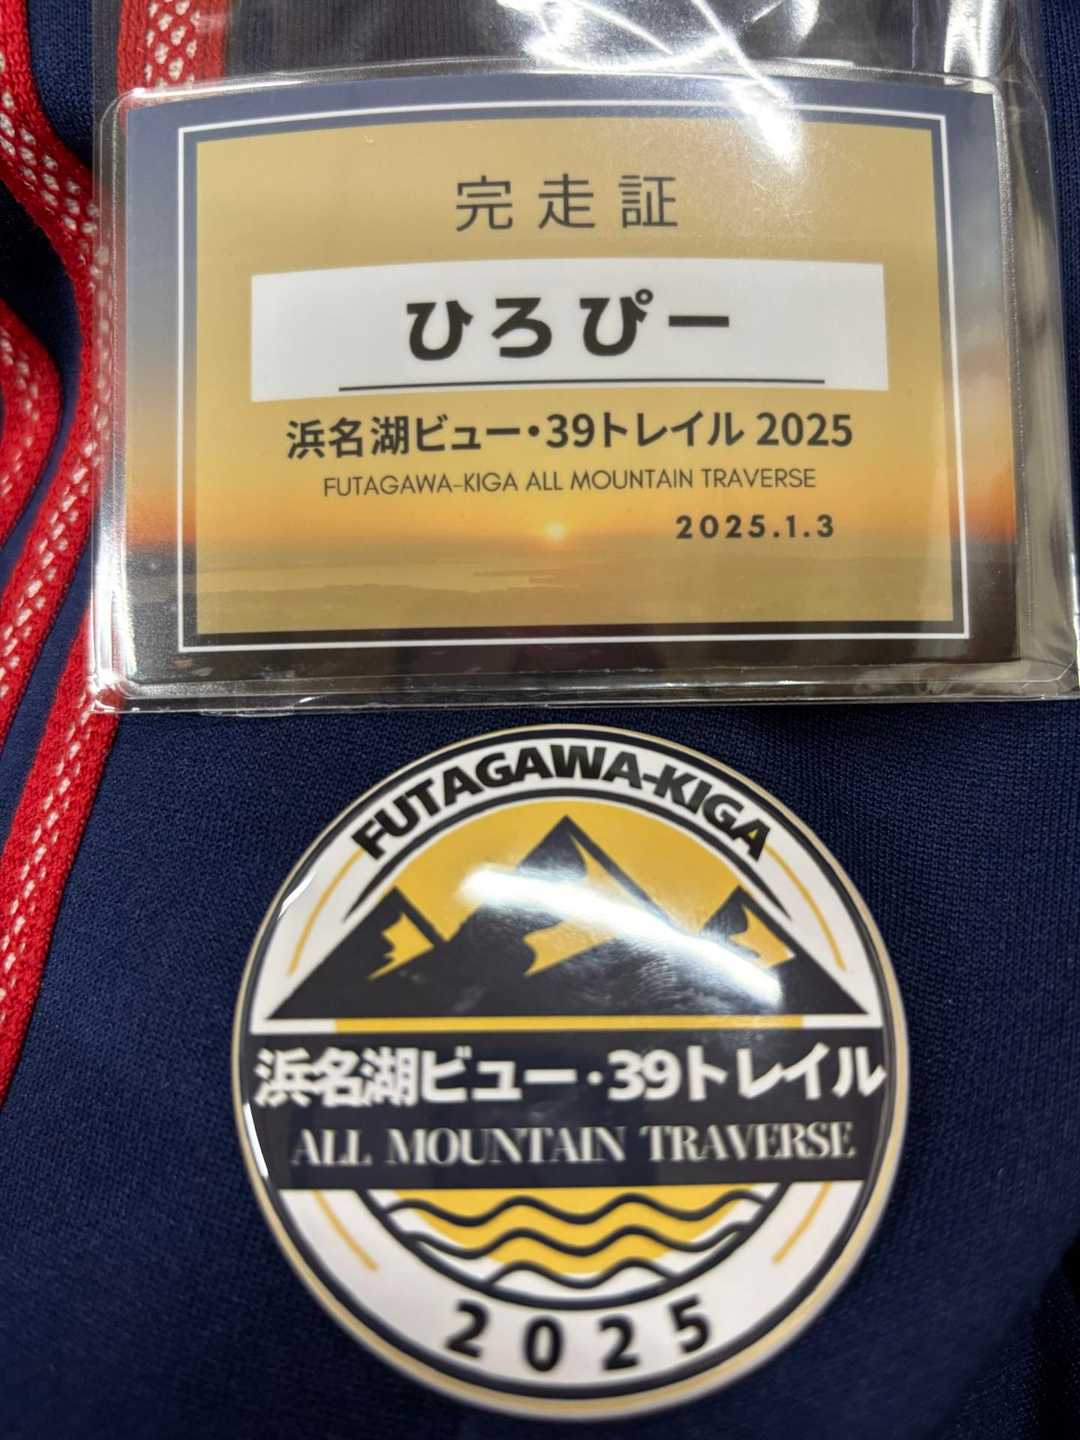 完走証
ひろぴー
浜名湖ビュー・39トレイル 2025
FUTAGAWA-KIGA ALL MOUNTAIN TRAVERSE
2025.1.3
FUTAGAWA-KIGA
浜名湖ビュー・39トレイル
ALL MOUNTAIN TRAVERSE
2025